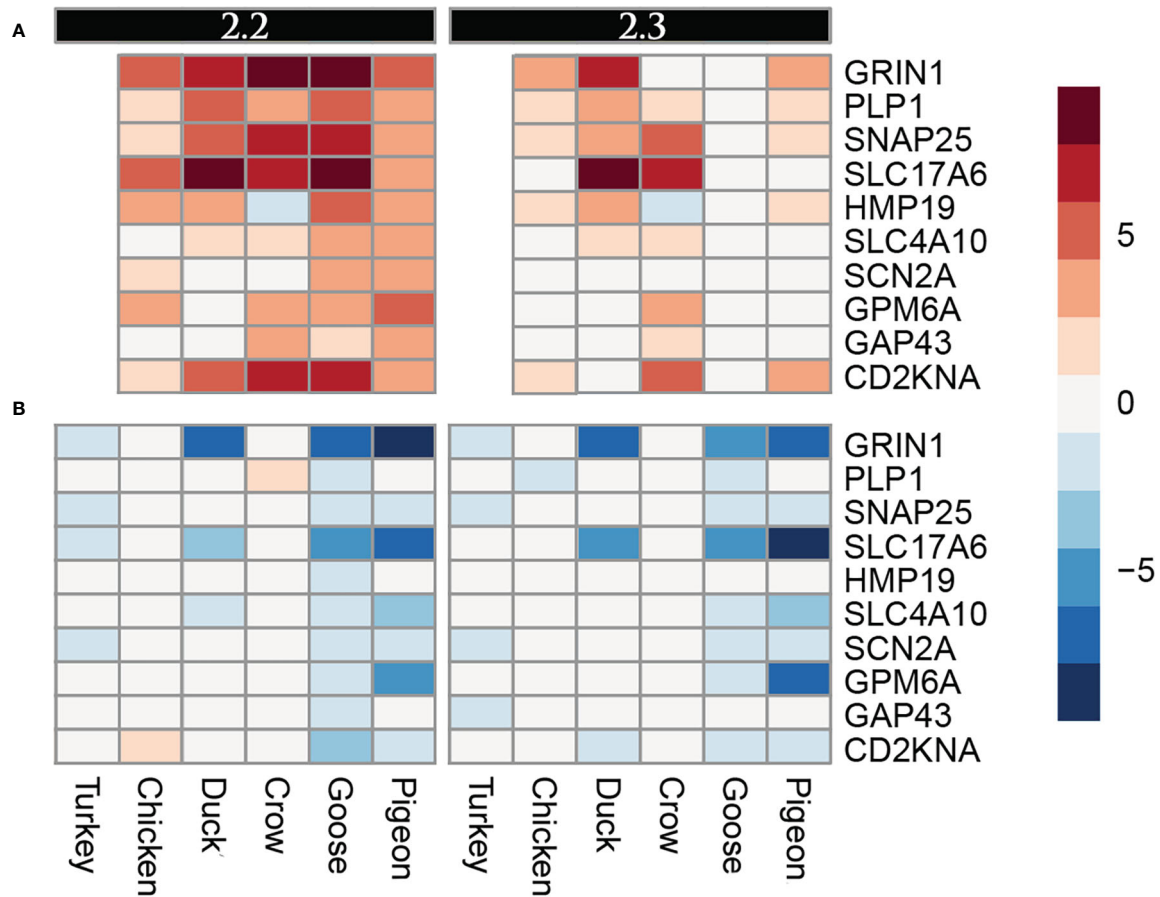 A
2.2 2.3
GRIN1
PLP1
SNAP25
SLC17A6
HMP19
SLC4A10
SCN2A
GPM6A
GAP43
CD2KNA
5
0
−5
B
GRIN1
PLP1
SNAP25
SLC17A6
HMP19
SLC4A10
SCN2A
GPM6A
GAP43
CD2KNA
Turkey
Chicken
Duck
Crow
Goose
Pigeon
Turkey
Chicken
Duck
Crow
Goose
Pigeon